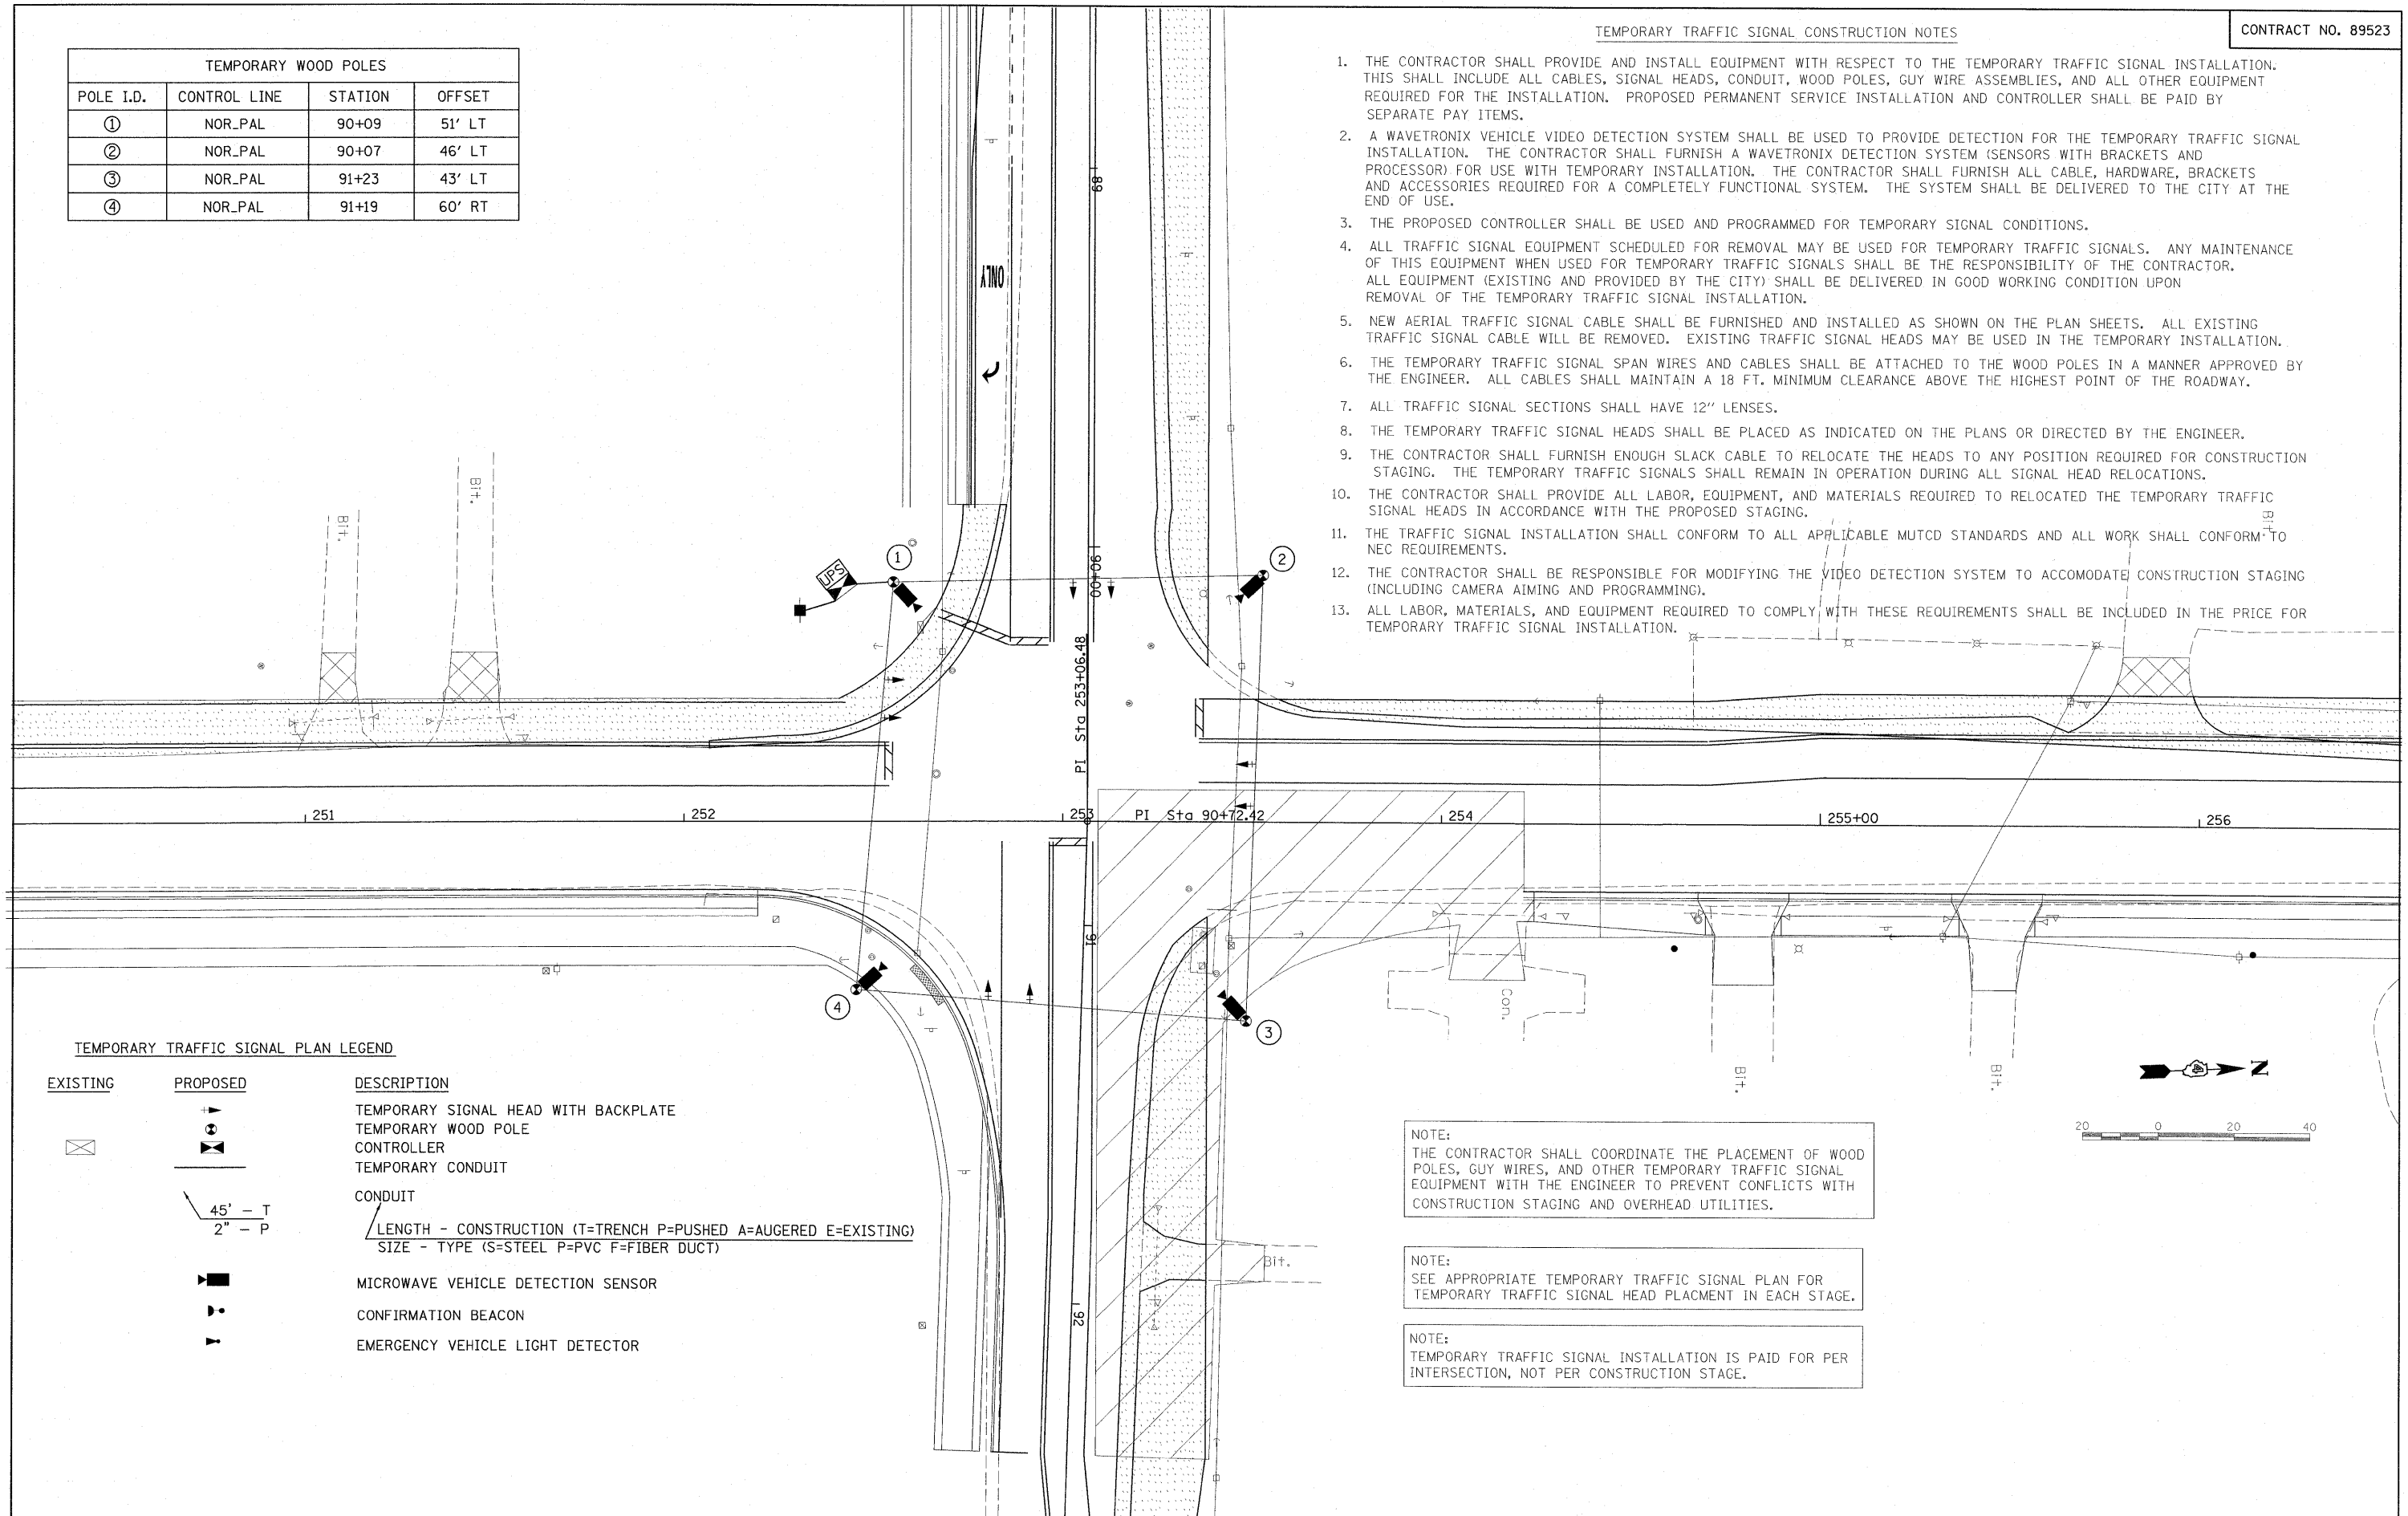 CONTRACT NO. 89523
TEMPORARY WOOD POLES
POLE I.D. CONTROL LINE STATION OFFSET
1 NOR_PAL 90+09 51' LT
2 NOR_PAL 90+07 46' LT
3 NOR_PAL 91+23 43' LT
4 NOR_PAL 91+19 60' RT
TEMPORARY TRAFFIC SIGNAL CONSTRUCTION NOTES
1. THE CONTRACTOR SHALL PROVIDE AND INSTALL EQUIPMENT WITH RESPECT TO THE TEMPORARY TRAFFIC SIGNAL INSTALLATION.
THIS SHALL INCLUDE ALL CABLES, SIGNAL HEADS, CONDUIT, WOOD POLES, GUY WIRE ASSEMBLIES, AND ALL OTHER EQUIPMENT
REQUIRED FOR THE INSTALLATION. PROPOSED PERMANENT SERVICE INSTALLATION AND CONTROLLER SHALL BE PAID BY
SEPARATE PAY ITEMS.
2. A WAVETRONIX VEHICLE VIDEO DETECTION SYSTEM SHALL BE USED TO PROVIDE DETECTION FOR THE TEMPORARY TRAFFIC SIGNAL
INSTALLATION. THE CONTRACTOR SHALL FURNISH A WAVETRONIX DETECTION SYSTEM (SENSORS WITH BRACKETS AND
PROCESSOR) FOR USE WITH TEMPORARY INSTALLATION. THE CONTRACTOR SHALL FURNISH ALL CABLE, HARDWARE, BRACKETS
AND ACCESSORIES REQUIRED FOR A COMPLETELY FUNCTIONAL SYSTEM. THE SYSTEM SHALL BE DELIVERED TO THE CITY AT THE
END OF USE.
3. THE PROPOSED CONTROLLER SHALL BE USED AND PROGRAMMED FOR TEMPORARY SIGNAL CONDITIONS.
4. ALL TRAFFIC SIGNAL EQUIPMENT SCHEDULED FOR REMOVAL MAY BE USED FOR TEMPORARY TRAFFIC SIGNALS. ANY MAINTENANCE
OF THIS EQUIPMENT WHEN USED FOR TEMPORARY TRAFFIC SIGNALS SHALL BE THE RESPONSIBILITY OF THE CONTRACTOR.
ALL EQUIPMENT (EXISTING AND PROVIDED BY THE CITY) SHALL BE DELIVERED IN GOOD WORKING CONDITION UPON
REMOVAL OF THE TEMPORARY TRAFFIC SIGNAL INSTALLATION.
5. NEW AERIAL TRAFFIC SIGNAL CABLE SHALL BE FURNISHED AND INSTALLED AS SHOWN ON THE PLAN SHEETS. ALL EXISTING
TRAFFIC SIGNAL CABLE WILL BE REMOVED. EXISTING TRAFFIC SIGNAL HEADS MAY BE USED IN THE TEMPORARY INSTALLATION.
6. THE TEMPORARY TRAFFIC SIGNAL SPAN WIRES AND CABLES SHALL BE ATTACHED TO THE WOOD POLES IN A MANNER APPROVED BY
THE ENGINEER. ALL CABLES SHALL MAINTAIN A 18 FT. MINIMUM CLEARANCE ABOVE THE HIGHEST POINT OF THE ROADWAY.
7. ALL TRAFFIC SIGNAL SECTIONS SHALL HAVE 12" LENSES.
8. THE TEMPORARY TRAFFIC SIGNAL HEADS SHALL BE PLACED AS INDICATED ON THE PLANS OR DIRECTED BY THE ENGINEER.
9. THE CONTRACTOR SHALL FURNISH ENOUGH SLACK CABLE TO RELOCATE THE HEADS TO ANY POSITION REQUIRED FOR CONSTRUCTION
STAGING. THE TEMPORARY TRAFFIC SIGNALS SHALL REMAIN IN OPERATION DURING ALL SIGNAL HEAD RELOCATIONS.
10. THE CONTRACTOR SHALL PROVIDE ALL LABOR, EQUIPMENT, AND MATERIALS REQUIRED TO RELOCATED THE TEMPORARY TRAFFIC
SIGNAL HEADS IN ACCORDANCE WITH THE PROPOSED STAGING.
11. THE TRAFFIC SIGNAL INSTALLATION SHALL CONFORM TO ALL APPLICABLE MUTCD STANDARDS AND ALL WORK SHALL CONFORM TO
NEC REQUIREMENTS.
12. THE CONTRACTOR SHALL BE RESPONSIBLE FOR MODIFYING THE VIDEO DETECTION SYSTEM TO ACCOMODATE CONSTRUCTION STAGING
(INCLUDING CAMERA AIMING AND PROGRAMMING).
13. ALL LABOR, MATERIALS, AND EQUIPMENT REQUIRED TO COMPLY WITH THESE REQUIREMENTS SHALL BE INCLUDED IN THE PRICE FOR
TEMPORARY TRAFFIC SIGNAL INSTALLATION.
89
ONLY
Bit.
Bit.
Bit.
1
2
UPS
90+00
PI Sta 253+06.48
251
252
253
PI Sta 90+72.42
254
255+00
256
91
4
3
Con.
Bit.
Bit.
N
20 0 20 40
Bit.
92
TEMPORARY TRAFFIC SIGNAL PLAN LEGEND
EXISTING PROPOSED DESCRIPTION
TEMPORARY SIGNAL HEAD WITH BACKPLATE
TEMPORARY WOOD POLE
CONTROLLER
TEMPORARY CONDUIT
CONDUIT
45' - T
2" - P
LENGTH - CONSTRUCTION (T=TRENCH P=PUSHED A=AUGERED E=EXISTING)
SIZE - TYPE (S=STEEL P=PVC F=FIBER DUCT)
MICROWAVE VEHICLE DETECTION SENSOR
CONFIRMATION BEACON
EMERGENCY VEHICLE LIGHT DETECTOR
NOTE:
THE CONTRACTOR SHALL COORDINATE THE PLACEMENT OF WOOD
POLES, GUY WIRES, AND OTHER TEMPORARY TRAFFIC SIGNAL
EQUIPMENT WITH THE ENGINEER TO PREVENT CONFLICTS WITH
CONSTRUCTION STAGING AND OVERHEAD UTILITIES.
NOTE:
SEE APPROPRIATE TEMPORARY TRAFFIC SIGNAL PLAN FOR
TEMPORARY TRAFFIC SIGNAL HEAD PLACMENT IN EACH STAGE.
NOTE:
TEMPORARY TRAFFIC SIGNAL INSTALLATION IS PAID FOR PER
INTERSECTION, NOT PER CONSTRUCTION STAGE.